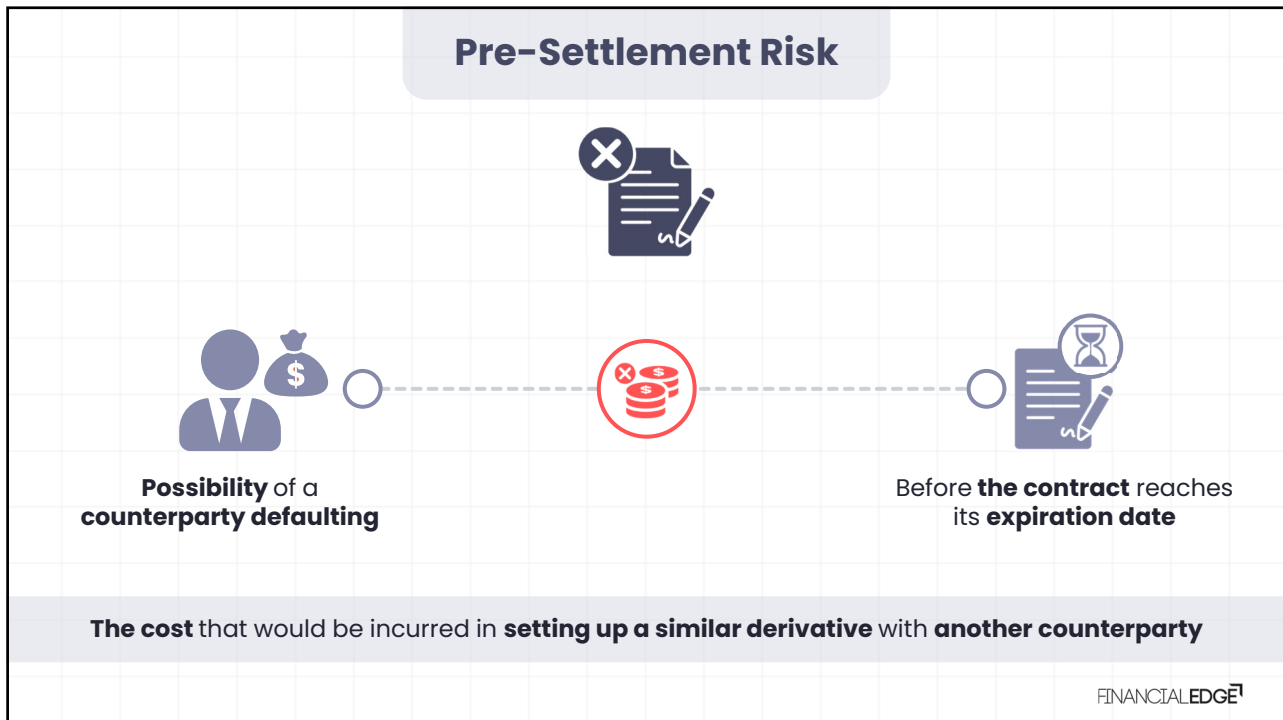 Pre-Settlement Risk
$
$
$
Possibility of a
counterparty defaulting
Before the contract reaches
its expiration date
The cost that would be incurred in setting up a similar derivative with another counterparty
FINANCIALEDGE